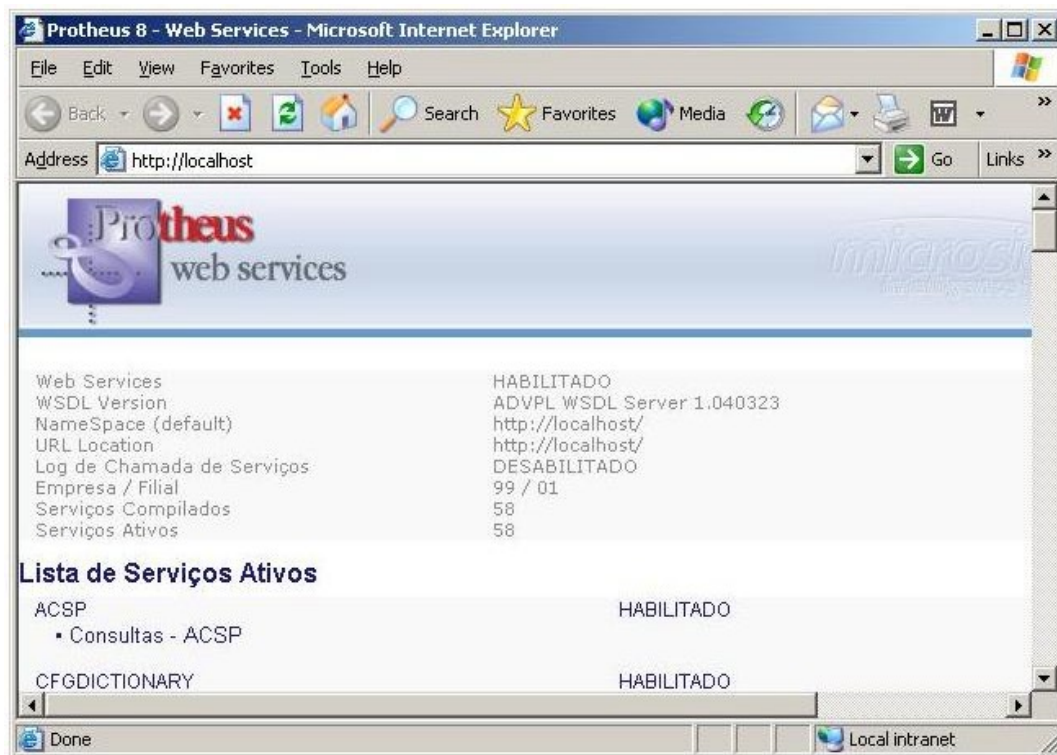 Protheus 8 - Web Services - Microsoft Internet Explorer
File Edit View Favorites Tools Help
Back Search Favorites Media »
Address http://localhost Go Links »
Protheus
web services
HABILITADO
Web Services HABILITADO
WSDL Version ADVPL WSDL Server 1.040323
NameSpace (default) http://localhost/
URL Location http://localhost/
Log de Chamada de Serviços DESABILITADO
Empresa / Filial 99 / 01
Serviços Compilados 58
Serviços Ativos 58
Lista de Serviços Ativos
ACSP HABILITADO
▪ Consultas - ACSP
CFGDICTIONARY HABILITADO
Done Local intranet